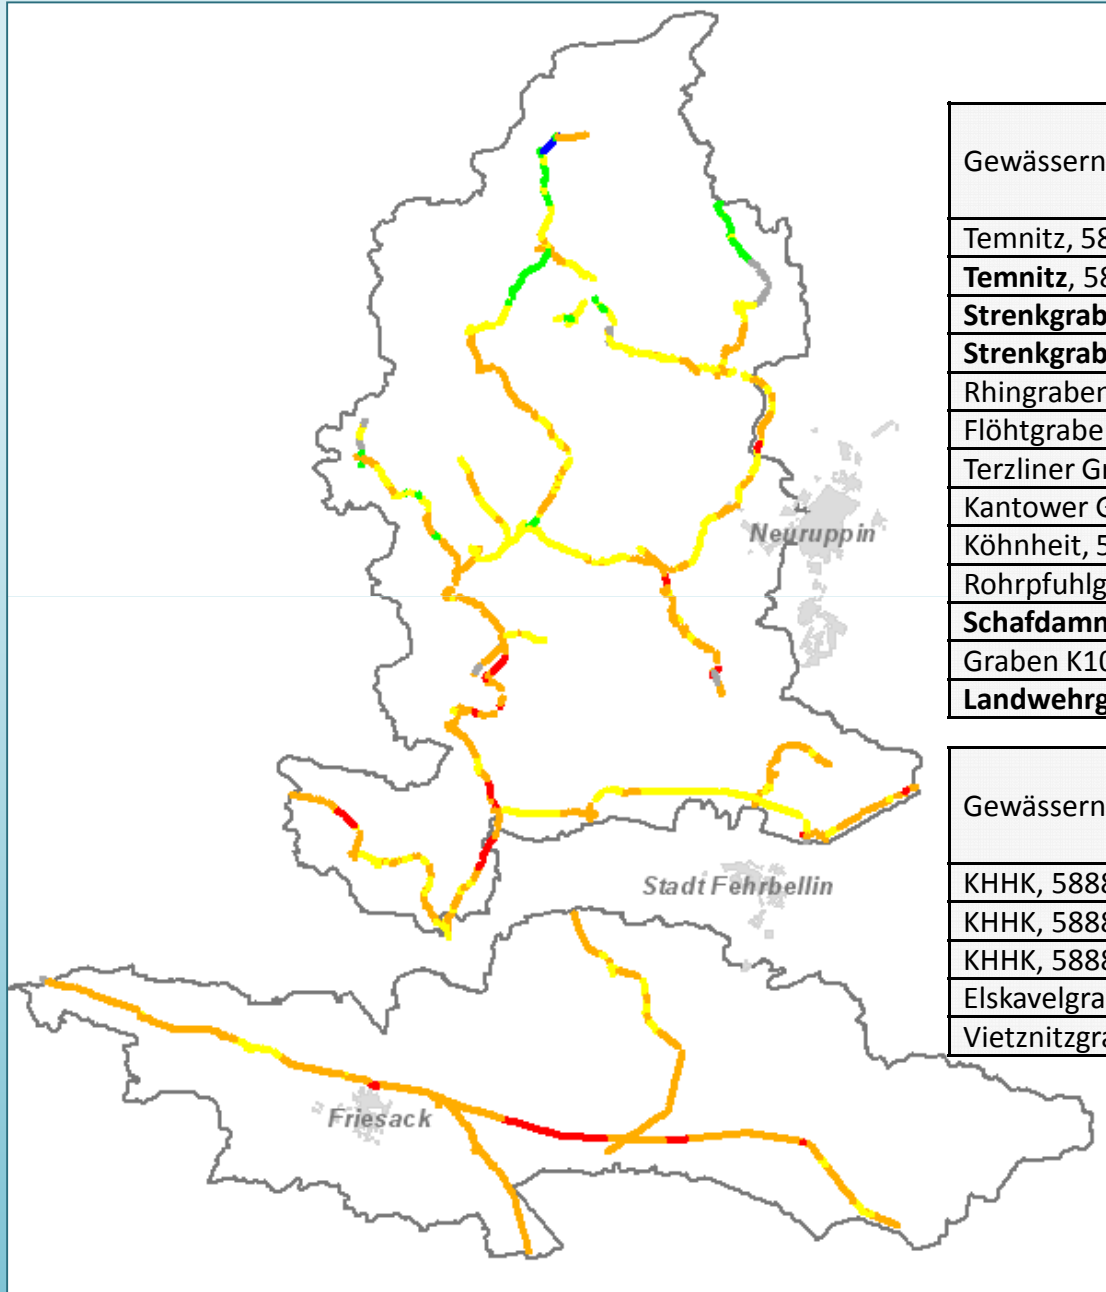 Neuruppin
Stadt Fehrbellin
Friesack
Gewässern
Temnitz, 58
Temnitz, 58
Strenkgrab
Strenkgrab
Rhingraben
Flöhtgrabe
Terzliner Gr
Kantower G
Köhnheit, 5
Rohrpfuhlg
Schafdamm
Graben K10
Landwehrg
Gewässern
KHHK, 5888
KHHK, 5888
KHHK, 5888
Elskavelgra
Vietznitzgra